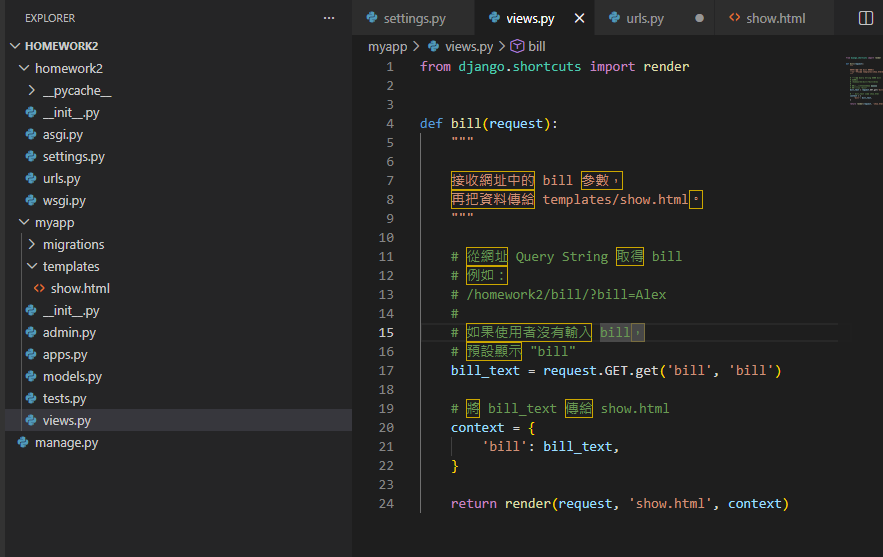 EXPLORER ···
HOMEWORK2
homework2
__pycache__
__init__.py
asgi.py
settings.py
urls.py
wsgi.py
myapp
migrations
templates
show.html
__init__.py
admin.py
apps.py
models.py
tests.py
views.py
manage.py
settings.py views.py urls.py show.html
myapp > views.py > bill
1 from django.shortcuts import render
2
3
4 def bill(request):
5 """
6
7 接收網址中的 bill 參數，
8 再把資料傳給 templates/show.html。
9 """
10
11 # 從網址 Query String 取得 bill
12 # 例如：
13 # /homework2/bill/?bill=Alex
14 #
15 # 如果使用者沒有輸入 bill，
16 # 預設顯示 "bill"
17 bill_text = request.GET.get('bill', 'bill')
18
19 # 將 bill_text 傳給 show.html
20 context = {
21 'bill': bill_text,
22 }
23
24 return render(request, 'show.html', context)